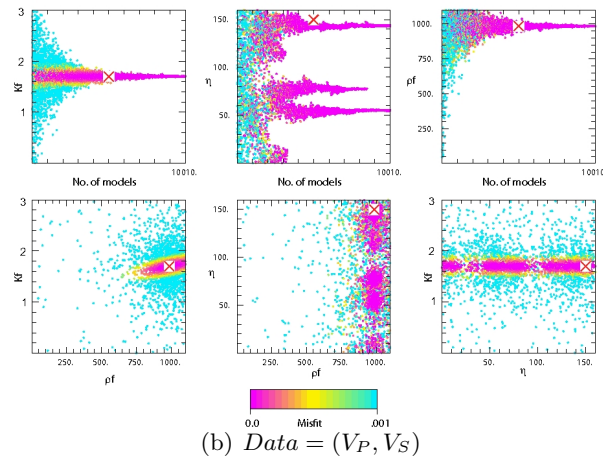 3
2
1
Kf
10010.
No. of models
150.
100.
50.
η
10010.
No. of models
1000.
750.
500.
250.
ρf
10010.
No. of models
3
2
1
Kf
250. 500. 750. 1000.
ρf
150.
100.
50.
η
250. 500. 750. 1000.
ρf
3
2
1
Kf
50. 100. 150.
η
0.0 Misfit .001
(b) Data = (V_P, V_S)